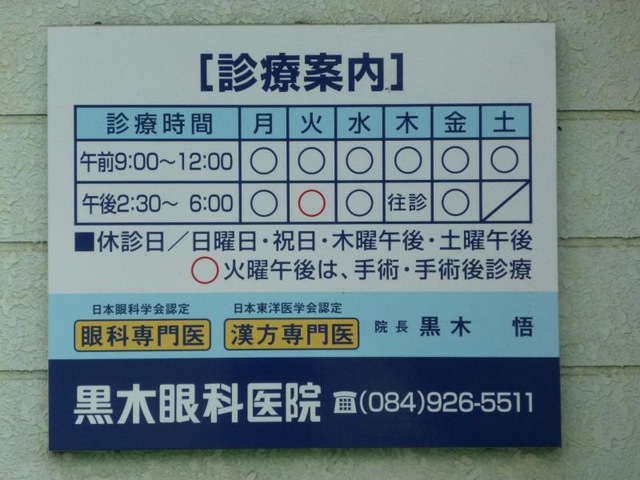 [診療案内]
診療時間 月 火 水 木 金 土
午前9:00〜12:00 ○ ○ ○ ○ ○ ○
午後2:30〜 6:00 ○ ○ ○ 往診 ○ ／
■休診日／日曜日・祝日・木曜午後・土曜午後
○火曜午後は、手術・手術後診療
日本眼科学会認定 日本東洋医学会認定
眼科専門医 漢方専門医 院長 黒木 悟
黒木眼科医院 ☎(084)926-5511